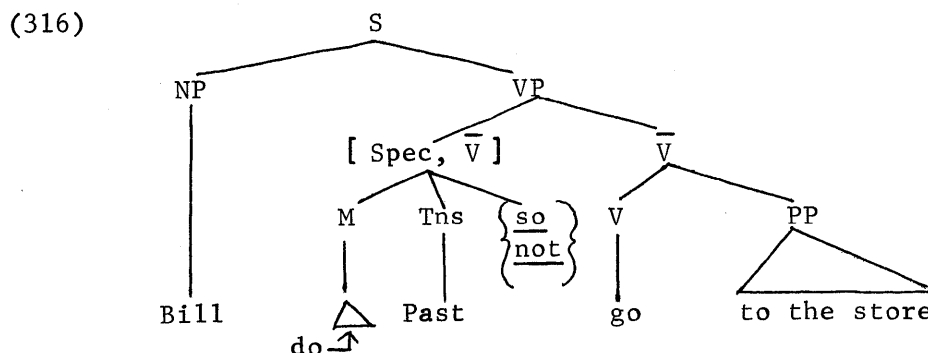 (316) S
NP VP
[ Spec, V̅ ] V̅
M Tns { so not } V PP
Bill △ Past go to the store
do